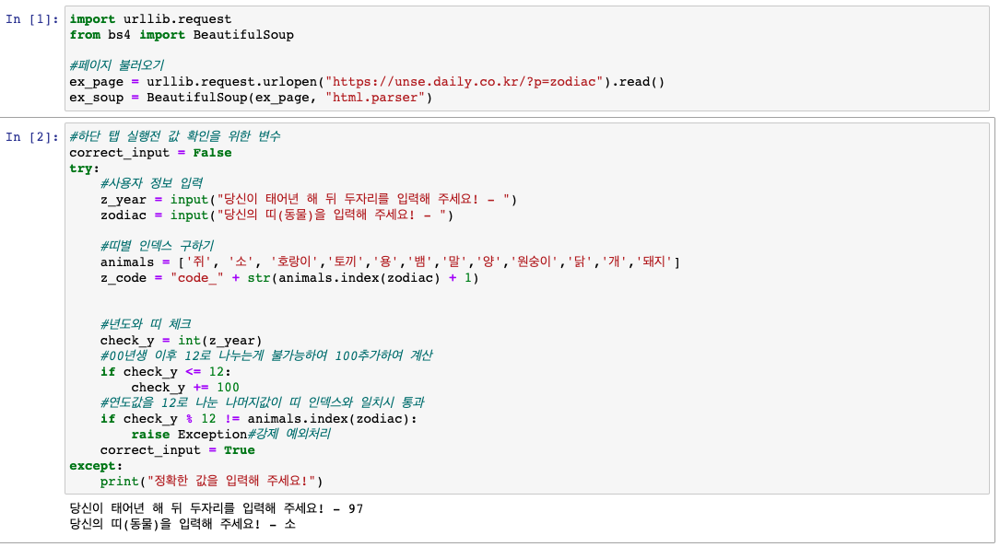 In [1]: import urllib.request
from bs4 import BeautifulSoup
#페이지 불러오기
ex_page = urllib.request.urlopen("https://unse.daily.co.kr/?p=zodiac").read()
ex_soup = BeautifulSoup(ex_page, "html.parser")
In [2]: #하단 탭 실행전 값 확인을 위한 변수
correct_input = False
try:
    #사용자 정보 입력
    z_year = input("당신이 태어년 해 뒤 두자리를 입력해 주세요! - ")
    zodiac = input("당신의 띠(동물)을 입력해 주세요! - ")
    #띠별 인덱스 구하기
    animals = ['쥐', '소', '호랑이','토끼','용','뱀','말','양','원숭이','닭','개','돼지']
    z_code = "code_" + str(animals.index(zodiac) + 1)
    #년도와 띠 체크
    check_y = int(z_year)
    #00년생 이후 12로 나누는게 불가능하여 100추가하여 계산
    if check_y <= 12:
        check_y += 100
    #연도값을 12로 나눈 나머지값이 띠 인덱스와 일치시 통과
    if check_y % 12 != animals.index(zodiac):
        raise Exception#강제 예외처리
    correct_input = True
except:
    print("정확한 값을 입력해 주세요!")
당신이 태어년 해 뒤 두자리를 입력해 주세요! - 97
당신의 띠(동물)을 입력해 주세요! - 소